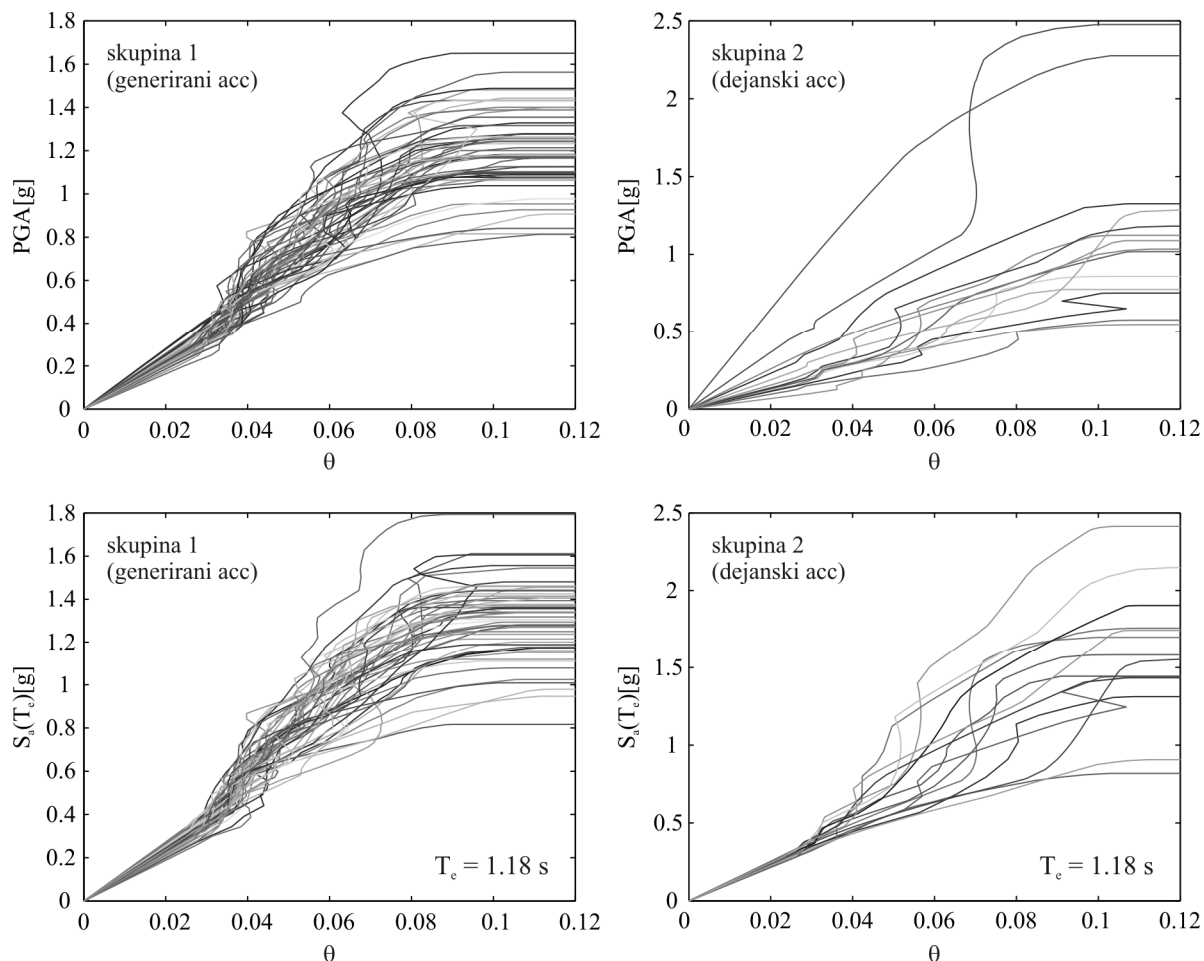 skupina 1
(generirani acc)
PGA[g]
1.8
1.6
1.4
1.2
1
0.8
0.6
0.4
0.2
0
0 0.02 0.04 0.06 0.08 0.1 0.12
θ
skupina 2
(dejanski acc)
PGA[g]
2.5
2
1.5
1
0.5
0
0 0.02 0.04 0.06 0.08 0.1 0.12
θ
skupina 1
(generirani acc)
Sa(Te)[g]
1.8
1.6
1.4
1.2
1
0.8
0.6
0.4
0.2
0
Te = 1.18 s
0 0.02 0.04 0.06 0.08 0.1 0.12
θ
skupina 2
(dejanski acc)
Sa(Te)[g]
2.5
2
1.5
1
0.5
0
Te = 1.18 s
0 0.02 0.04 0.06 0.08 0.1 0.12
θ